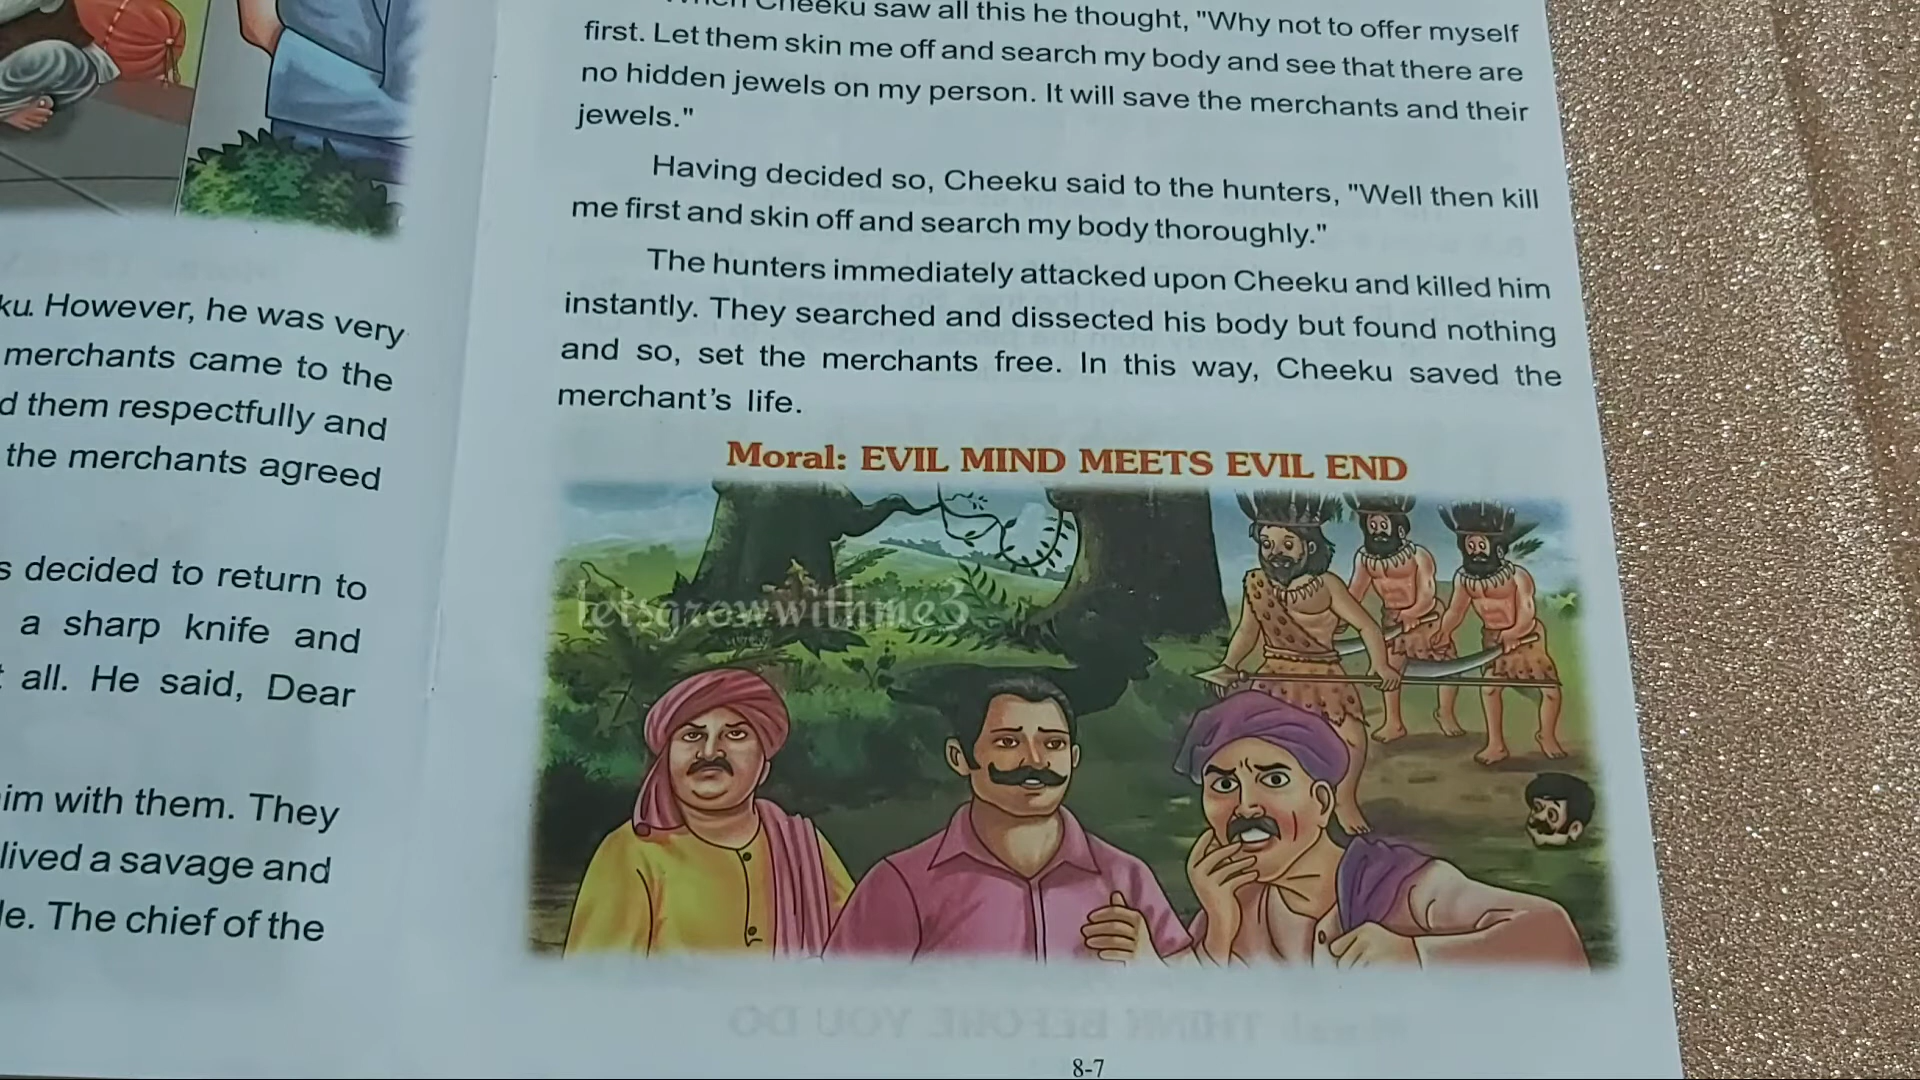 ku. However, he was very
merchants came to the
d them respectfully and
the merchants agreed
s decided to return to
a sharp knife and
all. He said, Dear
im with them. They
lived a savage and
le. The chief of the
Cheeku saw all this he thought, "Why not to offer myself
first. Let them skin me off and search my body and see that there are
no hidden jewels on my person. It will save the merchants and their
jewels."
Having decided so, Cheeku said to the hunters, "Well then kill
me first and skin off and search my body thoroughly."
The hunters immediately attacked upon Cheeku and killed him
instantly. They searched and dissected his body but found nothing
and so, set the merchants free. In this way, Cheeku saved the
merchant's life.
Moral: EVIL MIND MEETS EVIL END
letsgrowwithme3
8-7